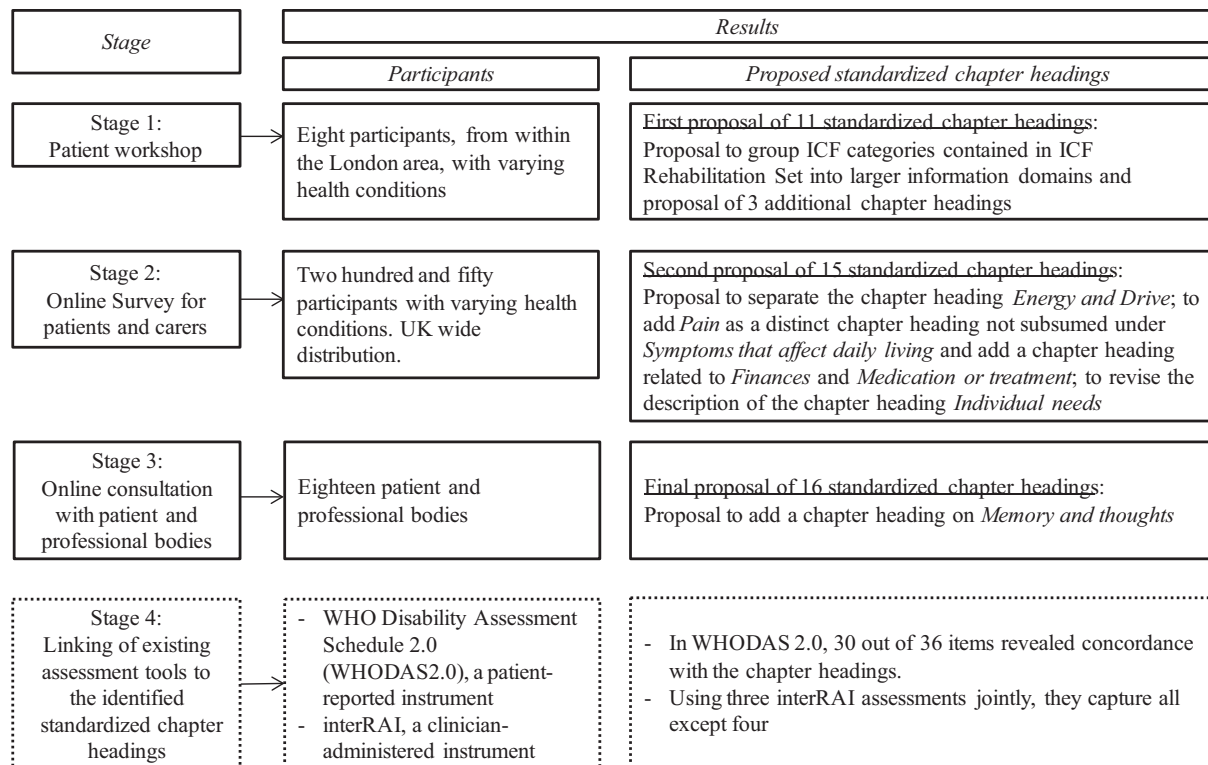 Stage
Results
Participants
Proposed standardized chapter headings
Stage 1:
Patient workshop
Eight participants, from within
the London area, with varying
health conditions
First proposal of 11 standardized chapter headings:
Proposal to group ICF categories contained in ICF
Rehabilitation Set into larger information domains and
proposal of 3 additional chapter headings
Stage 2:
Online Survey for
patients and carers
Two hundred and fifty
participants with varying health
conditions. UK wide
distribution.
Second proposal of 15 standardized chapter headings:
Proposal to separate the chapter heading Energy and Drive; to
add Pain as a distinct chapter heading not subsumed under
Symptoms that affect daily living and add a chapter heading
related to Finances and Medication or treatment; to revise the
description of the chapter heading Individual needs
Stage 3:
Online consultation
with patient and
professional bodies
Eighteen patient and
professional bodies
Final proposal of 16 standardized chapter headings:
Proposal to add a chapter heading on Memory and thoughts
Stage 4:
Linking of existing
assessment tools to
the identified
standardized chapter
headings
- WHO Disability Assessment
Schedule 2.0
(WHODAS2.0), a patient-
reported instrument
- interRAI, a clinician-
administered instrument
- In WHODAS 2.0, 30 out of 36 items revealed concordance
with the chapter headings.
- Using three interRAI assessments jointly, they capture all
except four